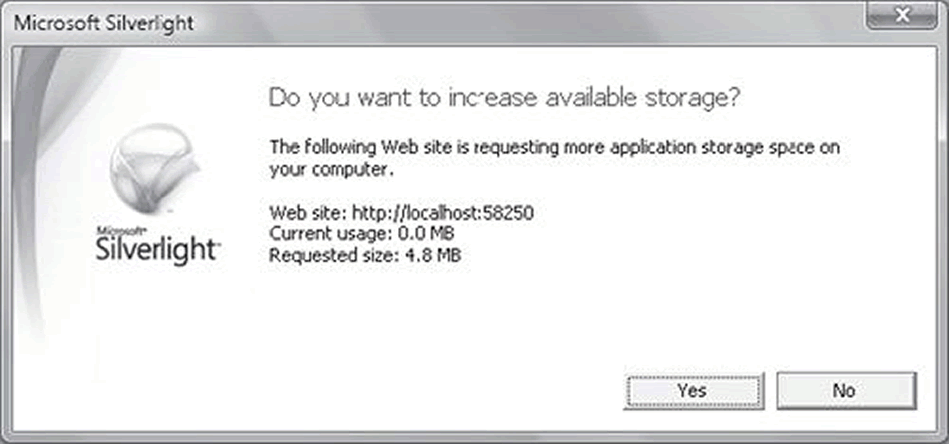 Microsoft Silverlight
Do you want to increase available storage?
The following Web site is requesting more application storage space on
your computer.
Web site: http://localhost:58250
Current usage: 0.0 MB
Requested size: 4.8 MB
Microsoft®
Silverlight™
Yes No